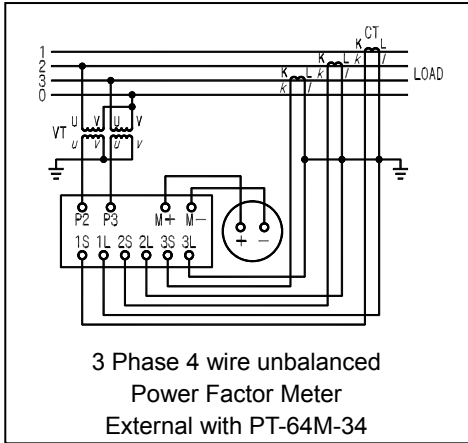 CT
K L
1
K L
k l
2
K L
k l
3
k l
LOAD
0
U V U V
VT
u v u v
P2 P3 M+ M-
+ -
1S 1L 2S 2L 3S 3L
3 Phase 4 wire unbalanced
Power Factor Meter
External with PT-64M-34